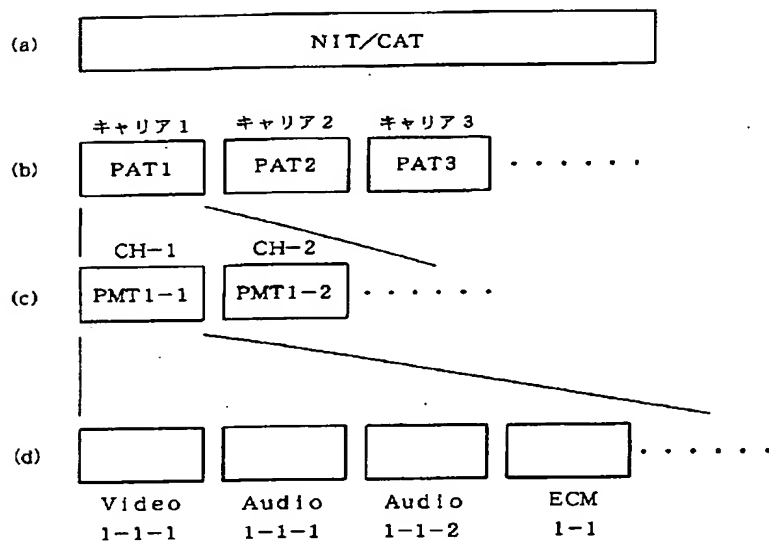 (a) NIT/CAT
キャリア1 キャリア2 キャリア3
(b) PAT1 PAT2 PAT3 ・・・・・・
CH-1 CH-2
(c) PMT1-1 PMT1-2 ・・・・・・
(d) ・・・・・・
Video Audio Audio ECM
1-1-1 1-1-1 1-1-2 1-1